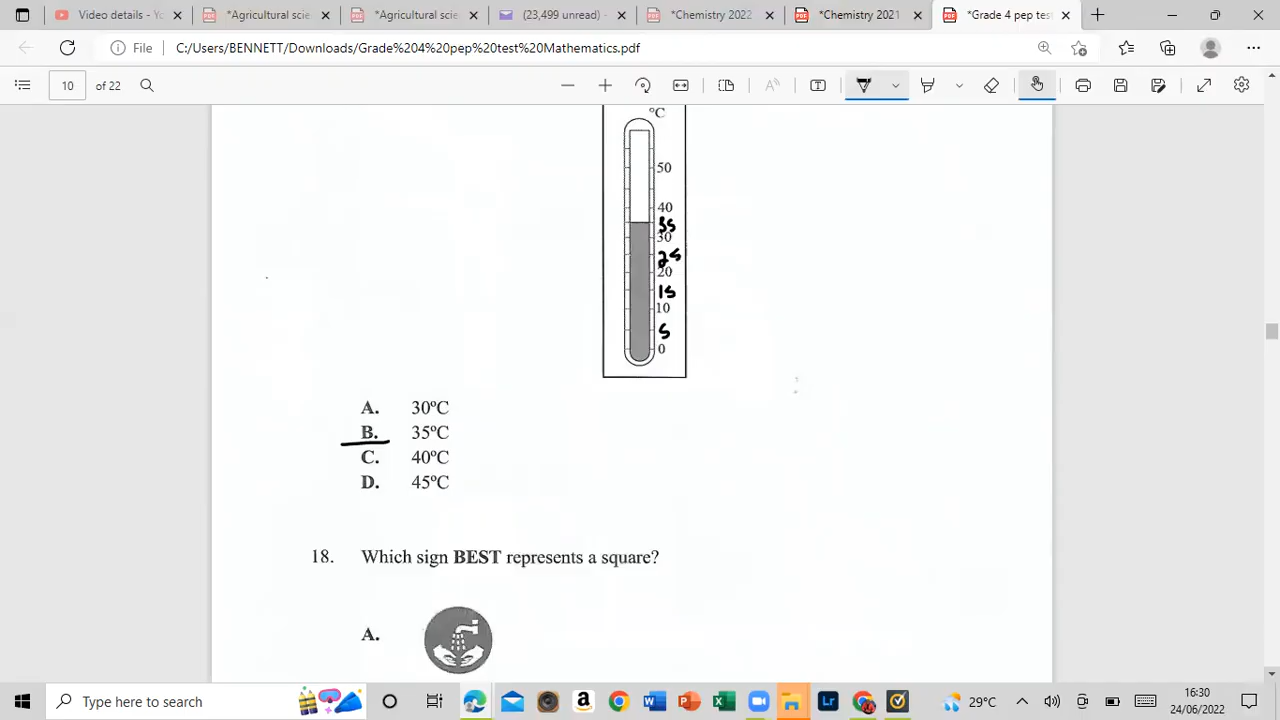 Video details - Yo
*Agricultural scie
*Agricultural scie
(3,499 unread) -
*Chemistry 2022
*Chemistry 2021
*Grade 4 pep tes
File C:/Users/BENNETT/Downloads/Grade%204%20pep%20test%20Mathematics.pdf
10 of 22
°C
50
40
35
30
25
20
15
10
5
0
A. 30°C
B. 35°C
C. 40°C
D. 45°C
18. Which sign BEST represents a square?
A.
Type here to search
29°C
16:30
24/06/2022